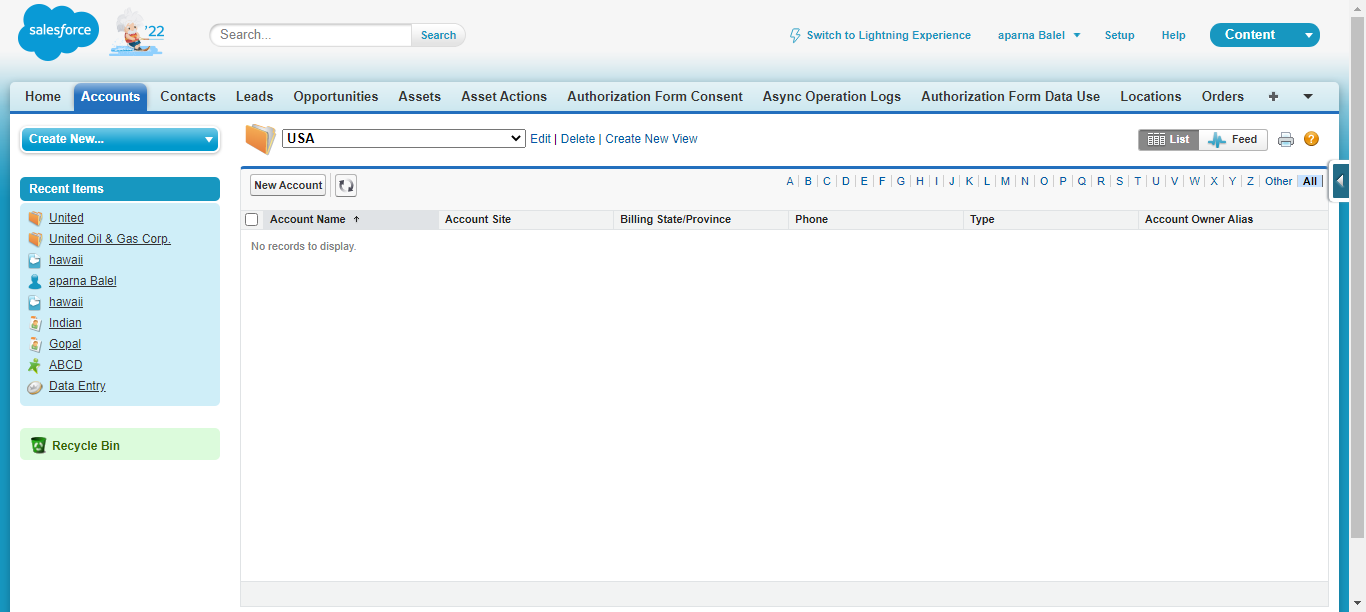 salesforce
'22
Search...
Search
Switch to Lightning Experience
aparna Balel
Setup
Help
Content
Home Accounts Contacts Leads Opportunities Assets Asset Actions Authorization Form Consent Async Operation Logs Authorization Form Data Use Locations Orders +
Create New...
USA
Edit | Delete | Create New View
List
Feed
?
Recent Items
United
United Oil & Gas Corp.
hawaii
aparna Balel
hawaii
Indian
Gopal
ABCD
Data Entry
Recycle Bin
New Account
A | B | C | D | E | F | G | H | I | J | K | L | M | N | O | P | Q | R | S | T | U | V | W | X | Y | Z | Other | All |
Account Name ↑ Account Site Billing State/Province Phone Type Account Owner Alias
No records to display.